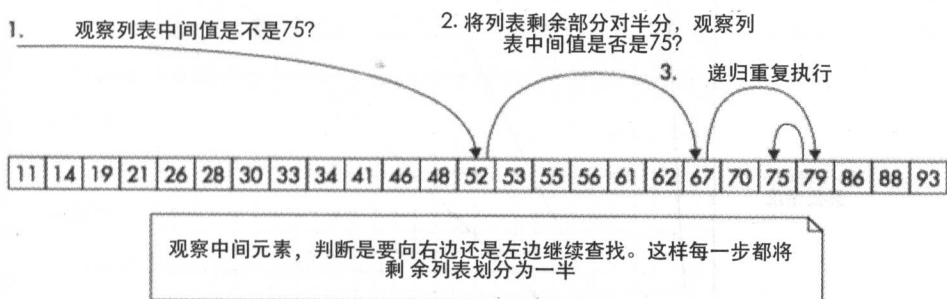 1. 观察列表中间值是不是75?
2. 将列表剩余部分对半分，观察列
表中间值是否是75?
3. 递归重复执行
11 14 19 21 26 28 30 33 34 41 46 48 52 53 55 56 61 62 67 70 75 79 86 88 93
观察中间元素，判断是要向右边还是左边继续查找。这样每一步都将
剩 余列表划分为一半